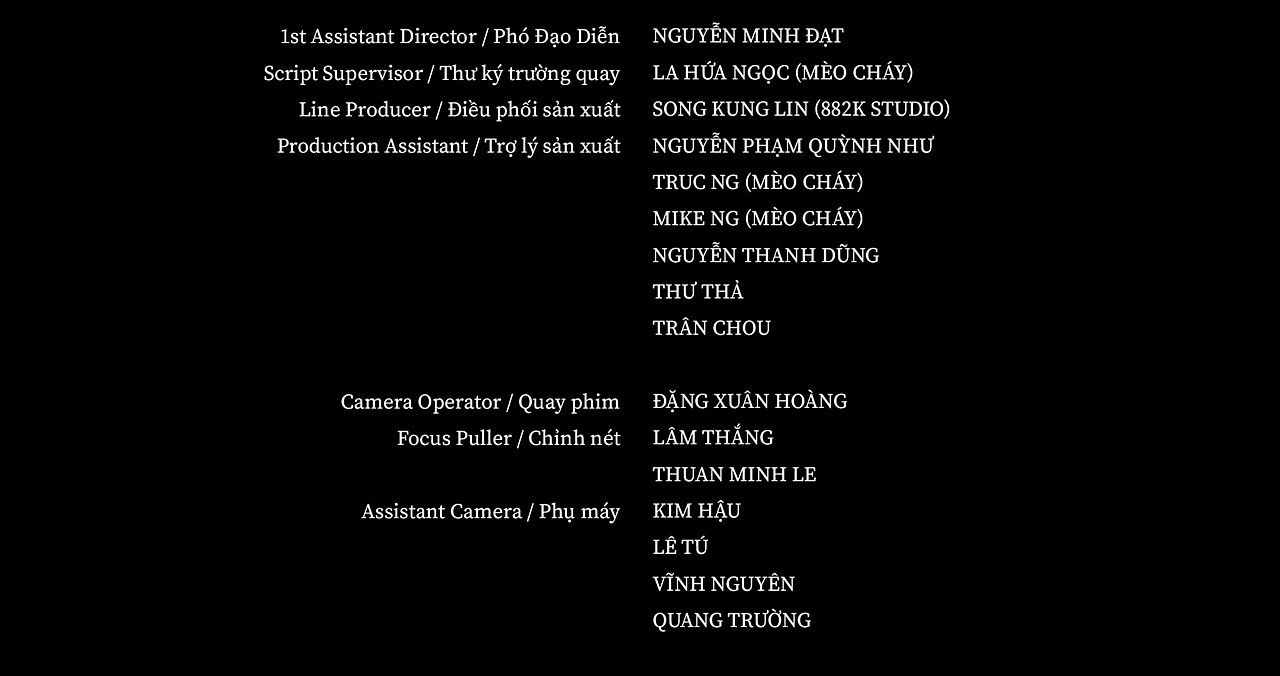 1st Assistant Director / Phó Đạo Diễn NGUYỄN MINH ĐẠT
Script Supervisor / Thư ký trường quay LA HỨA NGỌC (MÈO CHÁY)
Line Producer / Điều phối sản xuất SONG KUNG LIN (882K STUDIO)
Production Assistant / Trợ lý sản xuất NGUYỄN PHẠM QUỲNH NHƯ
TRUC NG (MÈO CHÁY)
MIKE NG (MÈO CHÁY)
NGUYỄN THANH DŨNG
THƯ THẢ
TRÂN CHOU
Camera Operator / Quay phim ĐẶNG XUÂN HOÀNG
Focus Puller / Chỉnh nét LÂM THẮNG
THUAN MINH LE
Assistant Camera / Phụ máy KIM HẬU
LÊ TÚ
VĨNH NGUYÊN
QUANG TRƯỜNG